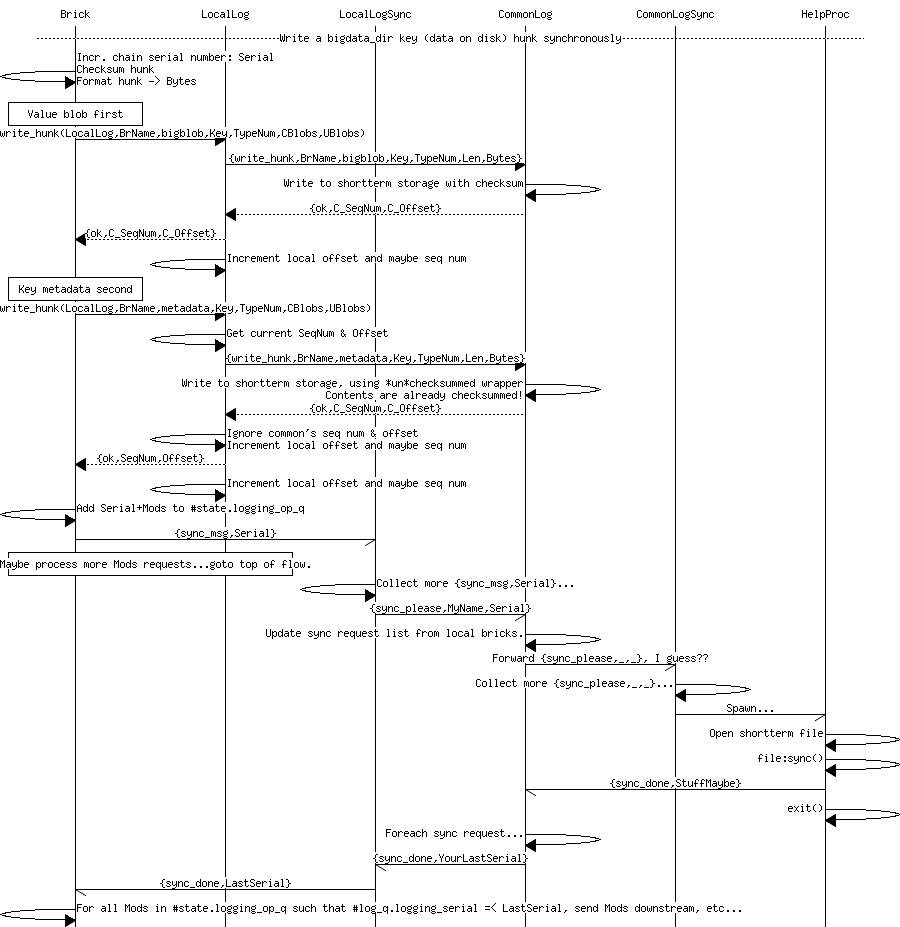 Brick LocalLog LocalLogSync CommonLog CommonLogSync HelpProc
Write a bigdata_dir key (data on disk) hunk synchronously
Incr. chain serial number: Serial
Checksum hunk
Format hunk -> Bytes
Value blob first
write_hunk(LocalLog,BrName,bigblob,Key,TypeNum,CBlobs,UBlobs)
{write_hunk,BrName,bigblob,Key,TypeNum,Len,Bytes}
Write to shortterm storage with checksum
{ok,C_SeqNum,C_Offset}
{ok,C_SeqNum,C_Offset}
Increment local offset and maybe seq num
Key metadata second
write_hunk(LocalLog,BrName,metadata,Key,TypeNum,CBlobs,UBlobs)
Get current SeqNum & Offset
{write_hunk,BrName,metadata,Key,TypeNum,Len,Bytes}
Write to shortterm storage, using *un*checksummed wrapper
Contents are already checksummed!
{ok,C_SeqNum,C_Offset}
Ignore common's seq num & offset
Increment local offset and maybe seq num
{ok,SeqNum,Offset}
Increment local offset and maybe seq num
Add Serial+Mods to #state.logging_op_q
{sync_msg,Serial}
Maybe process more Mods requests...goto top of flow.
Collect more {sync_msg,Serial}...
{sync_please,MyName,Serial}
Update sync request list from local bricks.
Forward {sync_please,_,_}, I guess??
Collect more {sync_please,_,_}...
Spawn...
Open shortterm file
file:sync()
{sync_done,StuffMaybe}
exit()
Foreach sync request...
{sync_done,YourLastSerial}
{sync_done,LastSerial}
For all Mods in #state.logging_op_q such that #log_q.logging_serial =< LastSerial, send Mods downstream, etc...